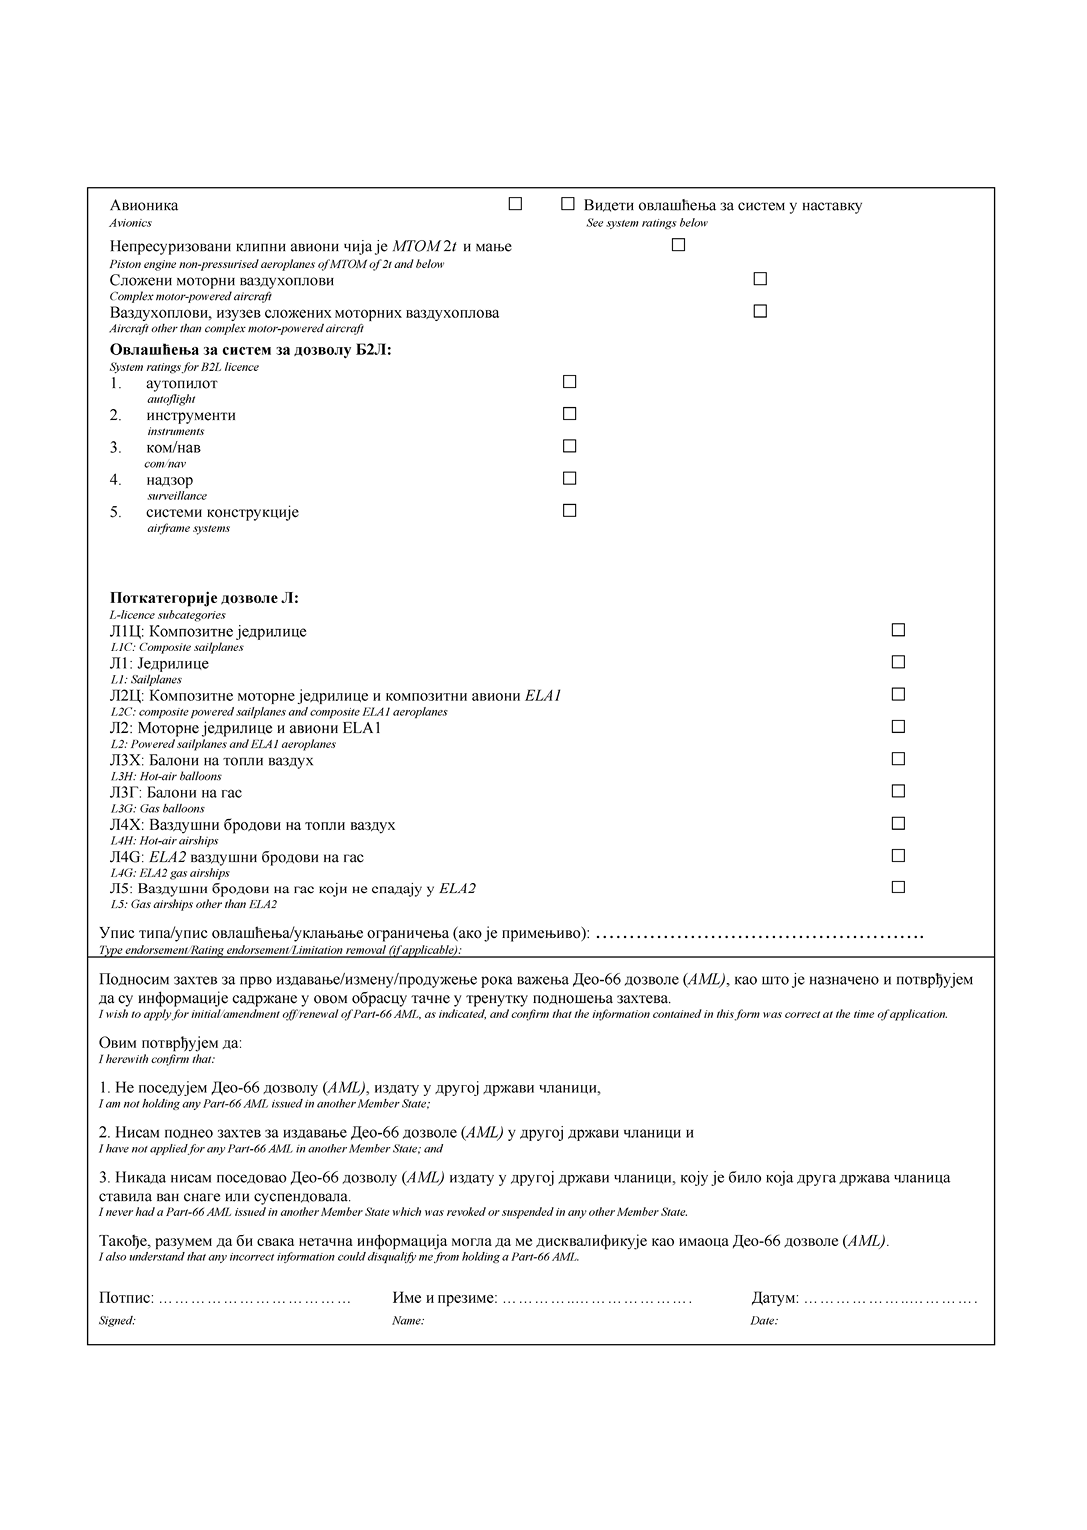 Авионика ☐ ☐ Видети овлашћења за систем у наставку
Avionics See system ratings below
Непресуризовани клипни авиони чија је MTOM 2t и мање ☐
Piston engine non-pressurised aeroplanes of MTOM of 2t and below
Сложени моторни ваздухоплови ☐
Complex motor-powered aircraft
Ваздухоплови, изузев сложених моторних ваздухоплова ☐
Aircraft other than complex motor-powered aircraft
Овлашћења за систем за дозволу Б2Л:
System ratings for B2L licence
1. аутопилот ☐
autoflight
2. инструменти ☐
instruments
3. ком/нав ☐
com/nav
4. надзор ☐
surveillance
5. системи конструкције ☐
airframe systems
Поткатегорије дозволе Л:
L-licence subcategories
Л1Ц: Композитне једрилице ☐
L1C: Composite sailplanes
Л1: Једрилице ☐
L1: Sailplanes
Л2Ц: Композитне моторне једрилице и композитни авиони ELA1 ☐
L2C: composite powered sailplanes and composite ELA1 aeroplanes
Л2: Моторне једрилице и авиони ELA1 ☐
L2: Powered sailplanes and ELA1 aeroplanes
Л3Х: Балони на топли ваздух ☐
L3H: Hot-air balloons
Л3Г: Балони на гас ☐
L3G: Gas balloons
Л4Х: Ваздушни бродови на топли ваздух ☐
L4H: Hot-air airships
Л4G: ELA2 ваздушни бродови на гас ☐
L4G: ELA2 gas airships
Л5: Ваздушни бродови на гас који не спадају у ELA2 ☐
L5: Gas airships other than ELA2
Упис типа/упис овлашћења/уклањање ограничења (ако је примењиво): ……………………………………………
Type endorsement/Rating endorsement/Limitation removal (if applicable):
Подносим захтев за прво издавање/измену/продужење рока важења Део-66 дозволе (AML), као што је назначено и потврђујем
да су информације садржане у овом обрасцу тачне у тренутку подношења захтева.
I wish to apply for initial/amendment off/renewal of Part-66 AML, as indicated, and confirm that the information contained in this form was correct at the time of application.
Овим потврђујем да:
I herewith confirm that:
1. Не поседујем Део-66 дозволу (AML), издату у другој држави чланици,
I am not holding any Part-66 AML issued in another Member State;
2. Нисам поднео захтев за издавање Део-66 дозволе (AML) у другој држави чланици и
I have not applied for any Part-66 AML in another Member State; and
3. Никада нисам поседовао Део-66 дозволу (AML) издату у другој држави чланици, коју је било која друга држава чланица
ставила ван снаге или суспендовала.
I never had a Part-66 AML issued in another Member State which was revoked or suspended in any other Member State.
Такође, разумем да би свака нетачна информација могла да ме дисквалификује као имаоца Део-66 дозволе (AML).
I also understand that any incorrect information could disqualify me from holding a Part-66 AML.
Потпис: ……………………………… Име и презиме: …………..…………………. Датум: ………………..………….
Signed: Name: Date: